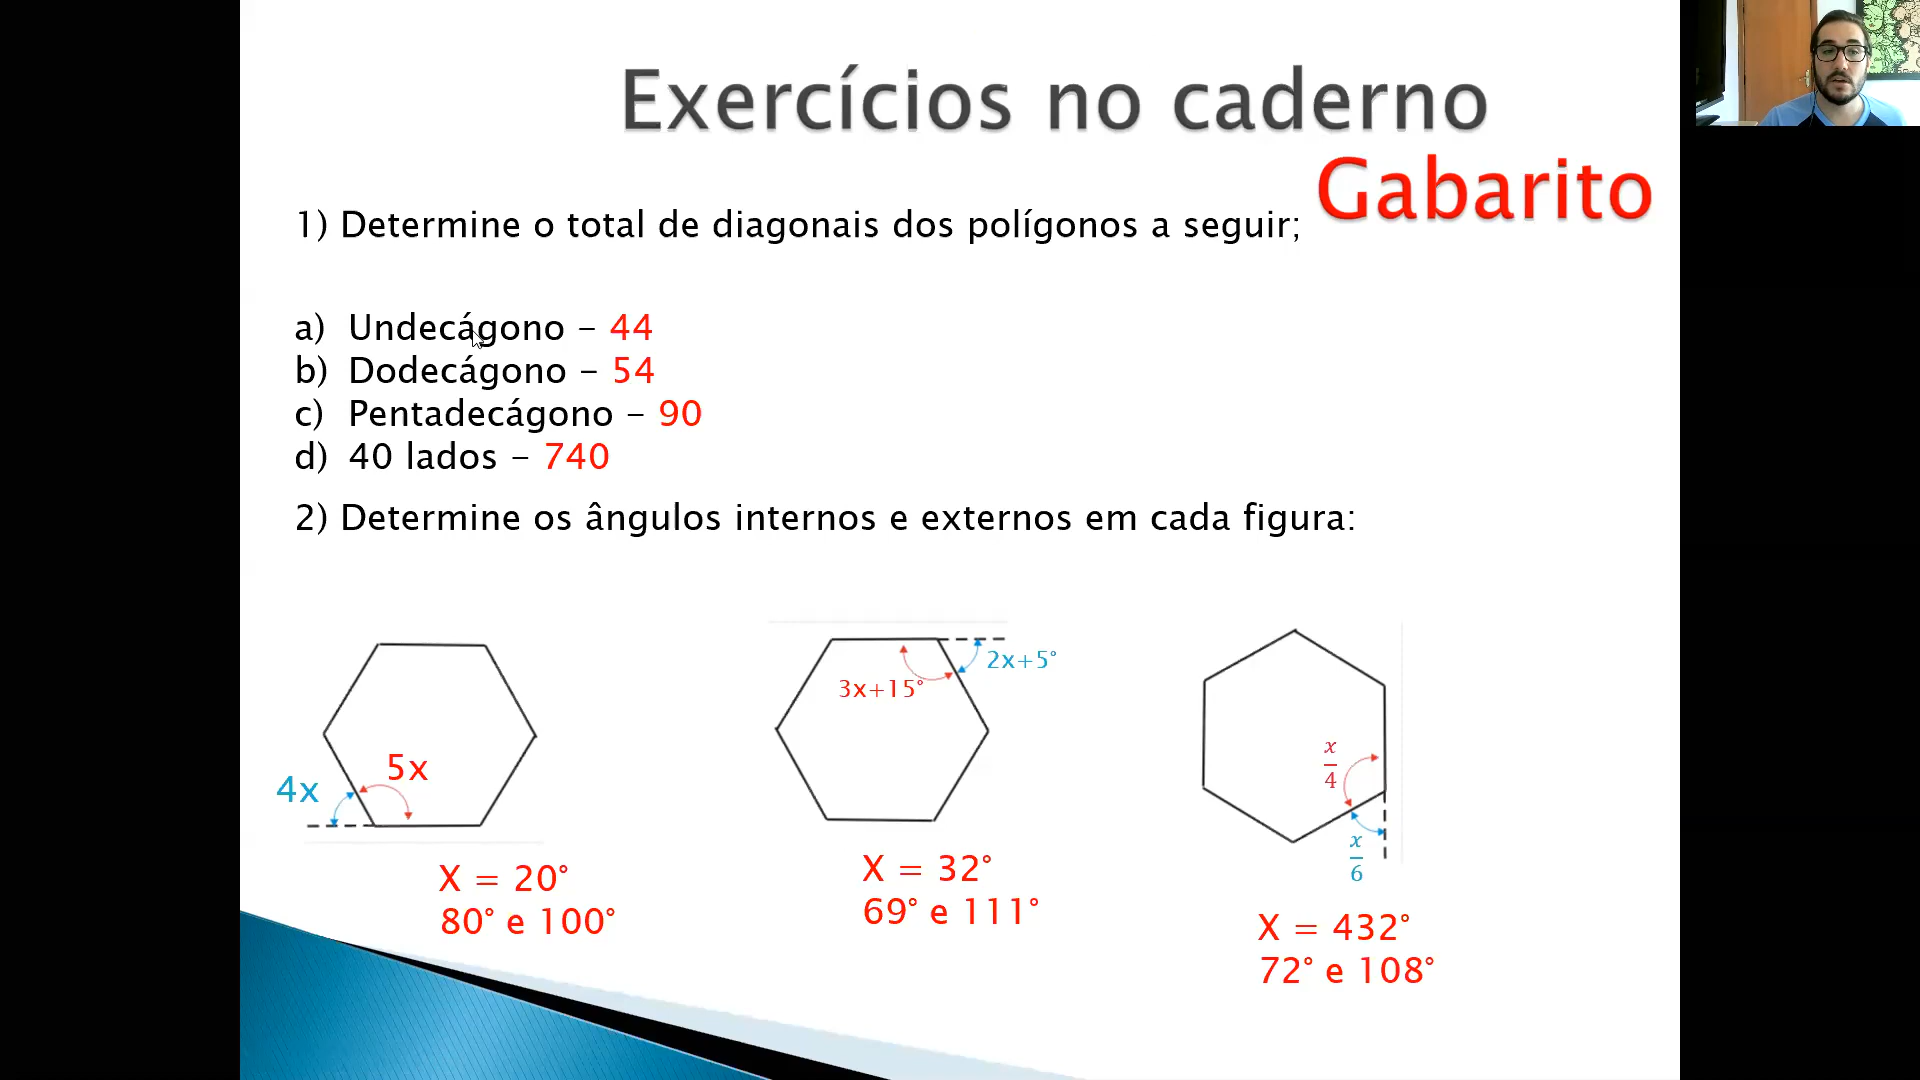 Exercícios no caderno
Gabarito
1) Determine o total de diagonais dos polígonos a seguir;
a) Undecágono – 44
b) Dodecágono – 54
c) Pentadecágono – 90
d) 40 lados – 740
2) Determine os ângulos internos e externos em cada figura:
4x
5x
X = 20°
80° e 100°
2x+5°
3x+15°
X = 32°
69° e 111°
x
4
x
6
X = 432°
72° e 108°